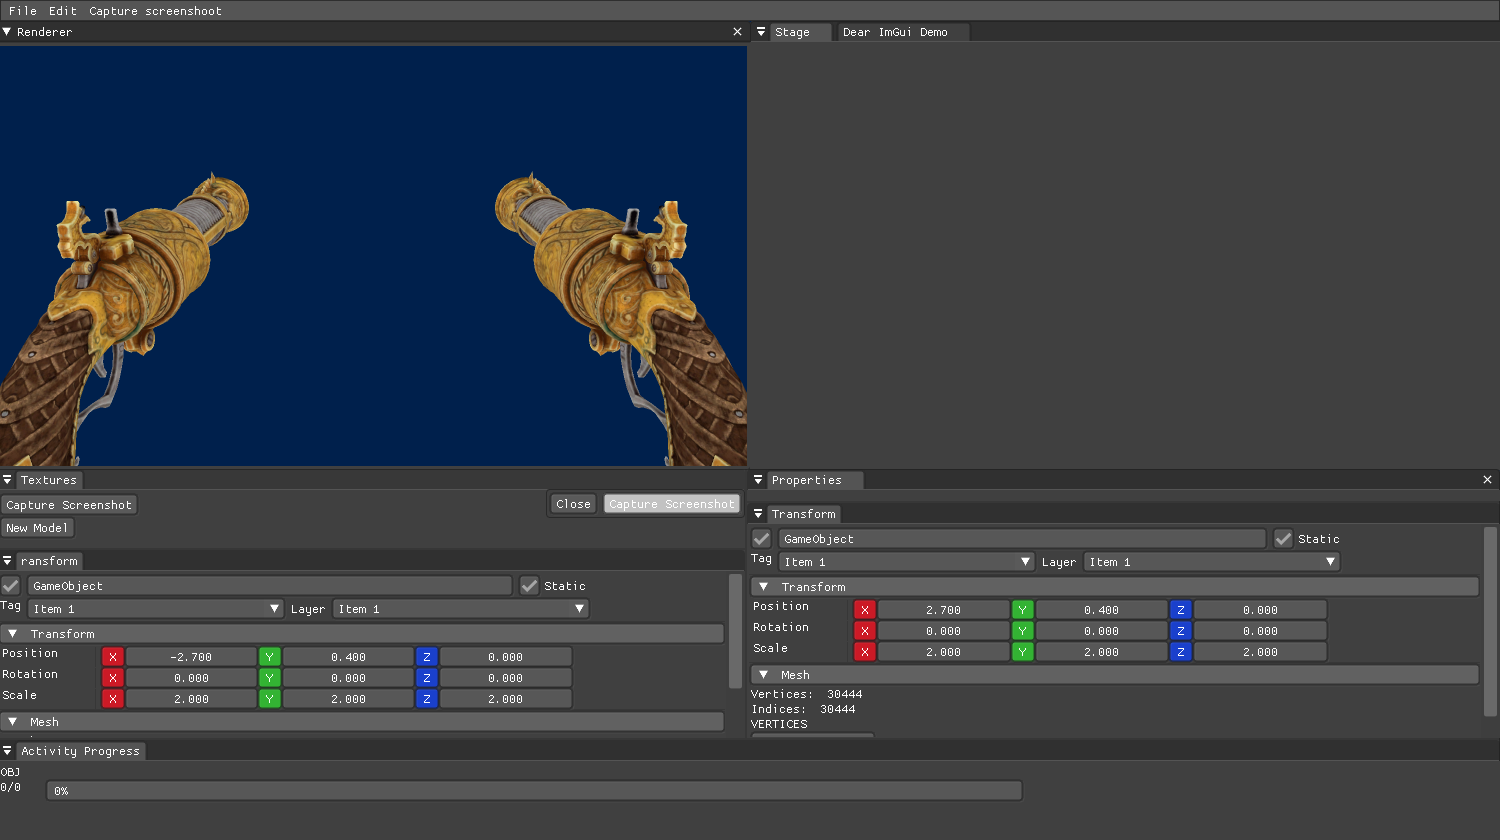 File Edit Capture screenshoot
Renderer
Stage Dear ImGui Demo
Textures
Capture Screenshot
Close Capture Screenshot
New Model
ransform
GameObject Static
Tag Item 1 Layer Item 1
Transform
Position X -2.700 Y 0.400 Z 0.000
Rotation X 0.000 Y 0.000 Z 0.000
Scale X 2.000 Y 2.000 Z 2.000
Mesh
Properties
Transform
GameObject Static
Tag Item 1 Layer Item 1
Transform
Position X 2.700 Y 0.400 Z 0.000
Rotation X 0.000 Y 0.000 Z 0.000
Scale X 2.000 Y 2.000 Z 2.000
Mesh
Vertices: 30444
Indices: 30444
VERTICES
Activity Progress
OBJ
0/0 0%